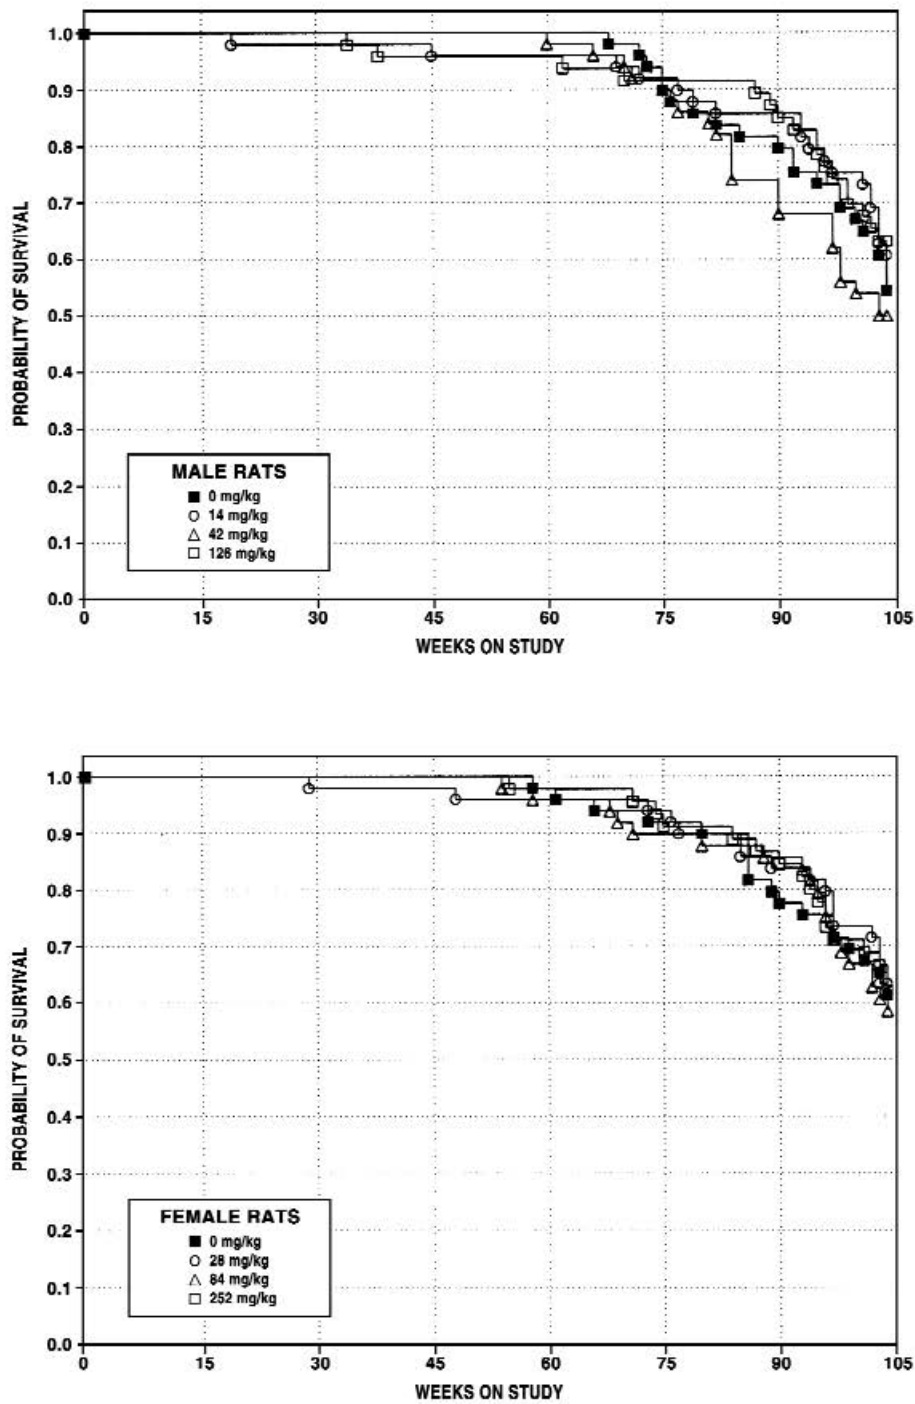 1.0
0.9
0.8
0.7
0.6
0.5
0.4
0.3
0.2
0.1
0.0
PROBABILITY OF SURVIVAL
MALE RATS
0 mg/kg
14 mg/kg
42 mg/kg
126 mg/kg
0 15 30 45 60 75 90 105
WEEKS ON STUDY
1.0
0.9
0.8
0.7
0.6
0.5
0.4
0.3
0.2
0.1
0.0
PROBABILITY OF SURVIVAL
FEMALE RATS
0 mg/kg
28 mg/kg
84 mg/kg
252 mg/kg
0 15 30 45 60 75 90 105
WEEKS ON STUDY